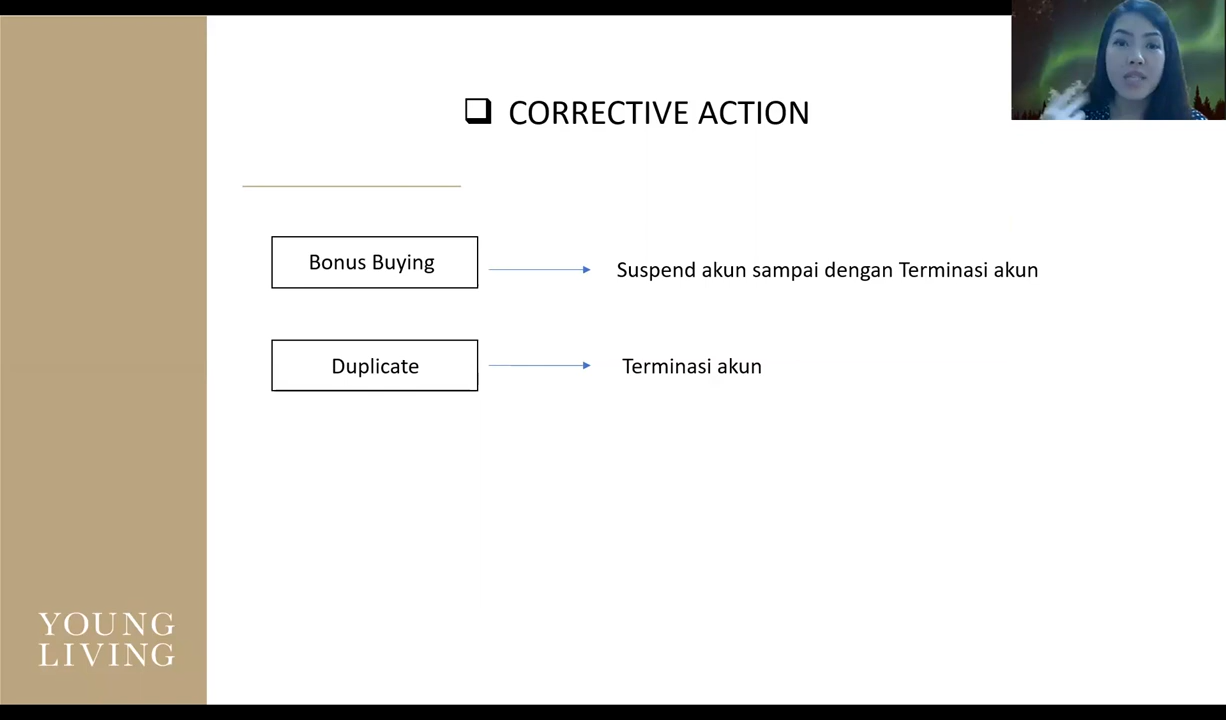 CORRECTIVE ACTION
Bonus Buying
Suspend akun sampai dengan Terminasi akun
Duplicate
Terminasi akun
YOUNG
LIVING